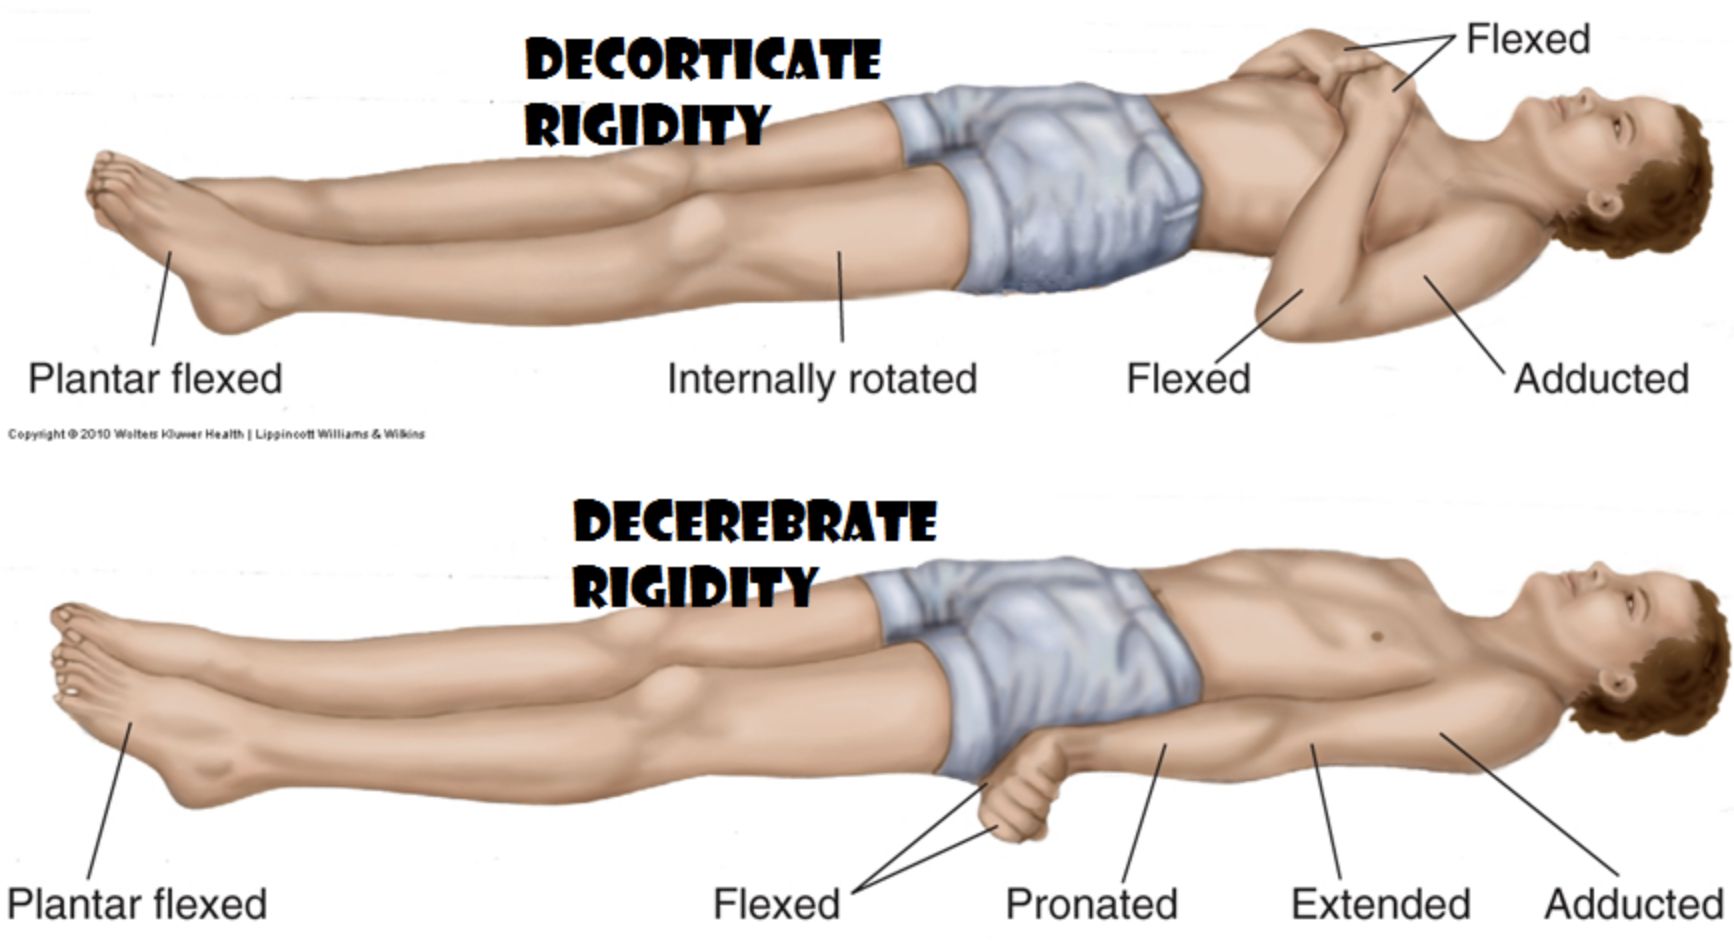 DECORTICATE
RIGIDITY
Flexed
Plantar flexed
Internally rotated
Flexed
Adducted
Copyright © 2010 Wolters Kluwer Health | Lippincott Williams & Wilkins
DECEREBRATE
RIGIDITY
Plantar flexed
Flexed
Pronated
Extended
Adducted